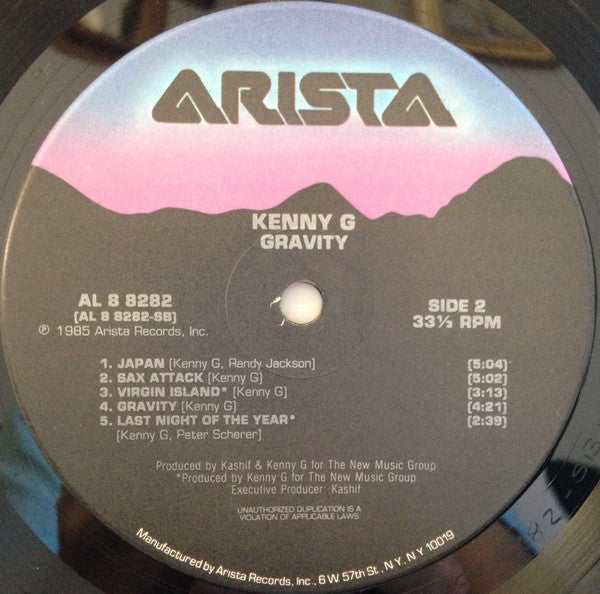 ARISTA
KENNY G
GRAVITY
AL 8 8282
[AL 8 8282-SB]
℗ 1985 Arista Records, Inc.
SIDE 2
33⅓ RPM
1. JAPAN [Kenny G, Randy Jackson] [5:04]
2. SAX ATTACK [Kenny G] [5:02]
3. VIRGIN ISLAND* [Kenny G] [3:13]
4. GRAVITY [Kenny G] [4:21]
5. LAST NIGHT OF THE YEAR* [2:39]
[Kenny G, Peter Scherer]
Produced by Kashif & Kenny G for The New Music Group
*Produced by Kenny G for The New Music Group
Executive Producer: Kashif
UNAUTHORIZED DUPLICATION IS A
VIOLATION OF APPLICABLE LAWS
Manufactured by Arista Records, Inc., 6 W. 57th St., N.Y., N.Y. 10019